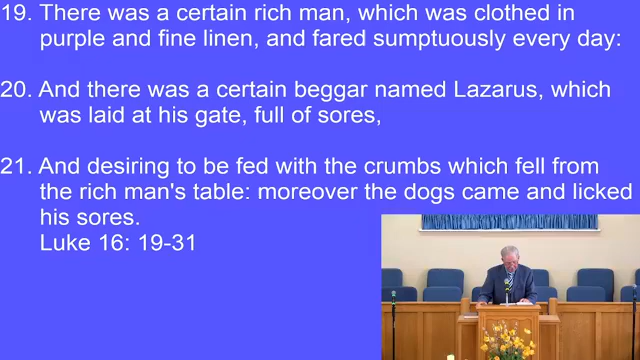 19. There was a certain rich man, which was clothed in
purple and fine linen, and fared sumptuously every day:
20. And there was a certain beggar named Lazarus, which
was laid at his gate, full of sores,
21. And desiring to be fed with the crumbs which fell from
the rich man's table: moreover the dogs came and licked
his sores.
Luke 16: 19-31